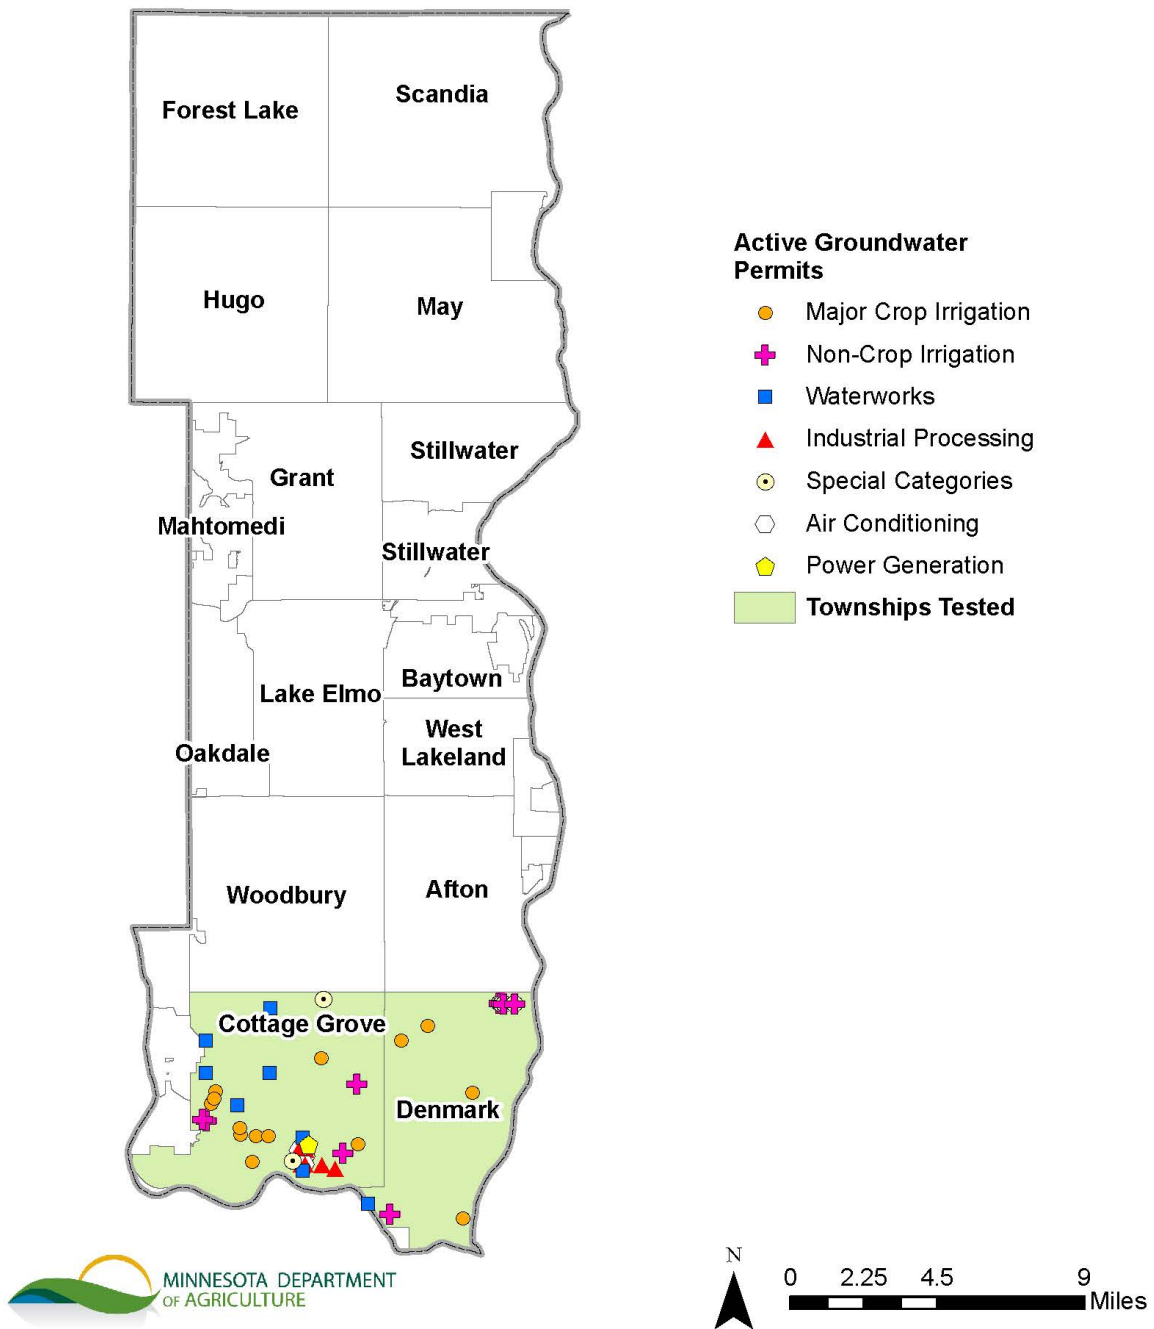 Forest Lake
Scandia
Hugo
May
Grant
Stillwater
Mahtomedi
Stillwater
Lake Elmo
Baytown
West
Lakeland
Oakdale
Woodbury
Afton
Cottage Grove
Denmark
Active Groundwater
Permits
Major Crop Irrigation
Non-Crop Irrigation
Waterworks
Industrial Processing
Special Categories
Air Conditioning
Power Generation
Townships Tested
MINNESOTA DEPARTMENT
OF AGRICULTURE
N
0 2.25 4.5 9
Miles